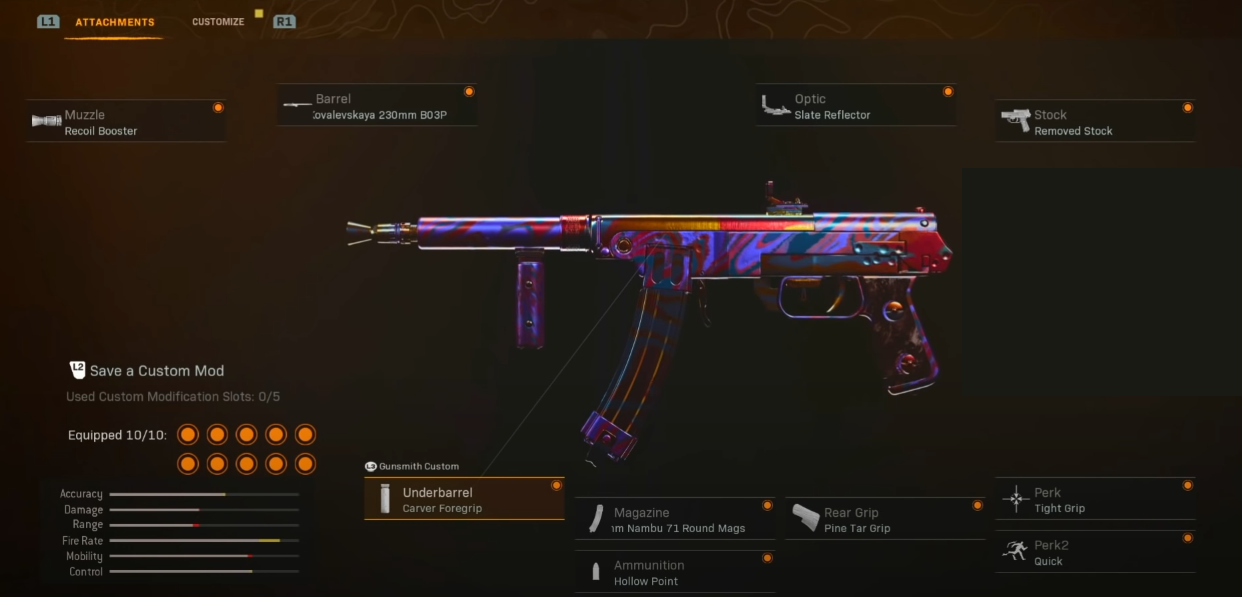 L1 ATTACHMENTS CUSTOMIZE R1
Muzzle
Recoil Booster
Barrel
ovalevskaya 230mm B03P
Optic
Slate Reflector
Stock
Removed Stock
L2 Save a Custom Mod
Used Custom Modification Slots: 0/5
Equipped 10/10:
Accuracy
Damage
Range
Fire Rate
Mobility
Control
L3 Gunsmith Custom
Underbarrel
Carver Foregrip
Magazine
m Nambu 71 Round Mags
Ammunition
Hollow Point
Rear Grip
Pine Tar Grip
Perk
Tight Grip
Perk2
Quick